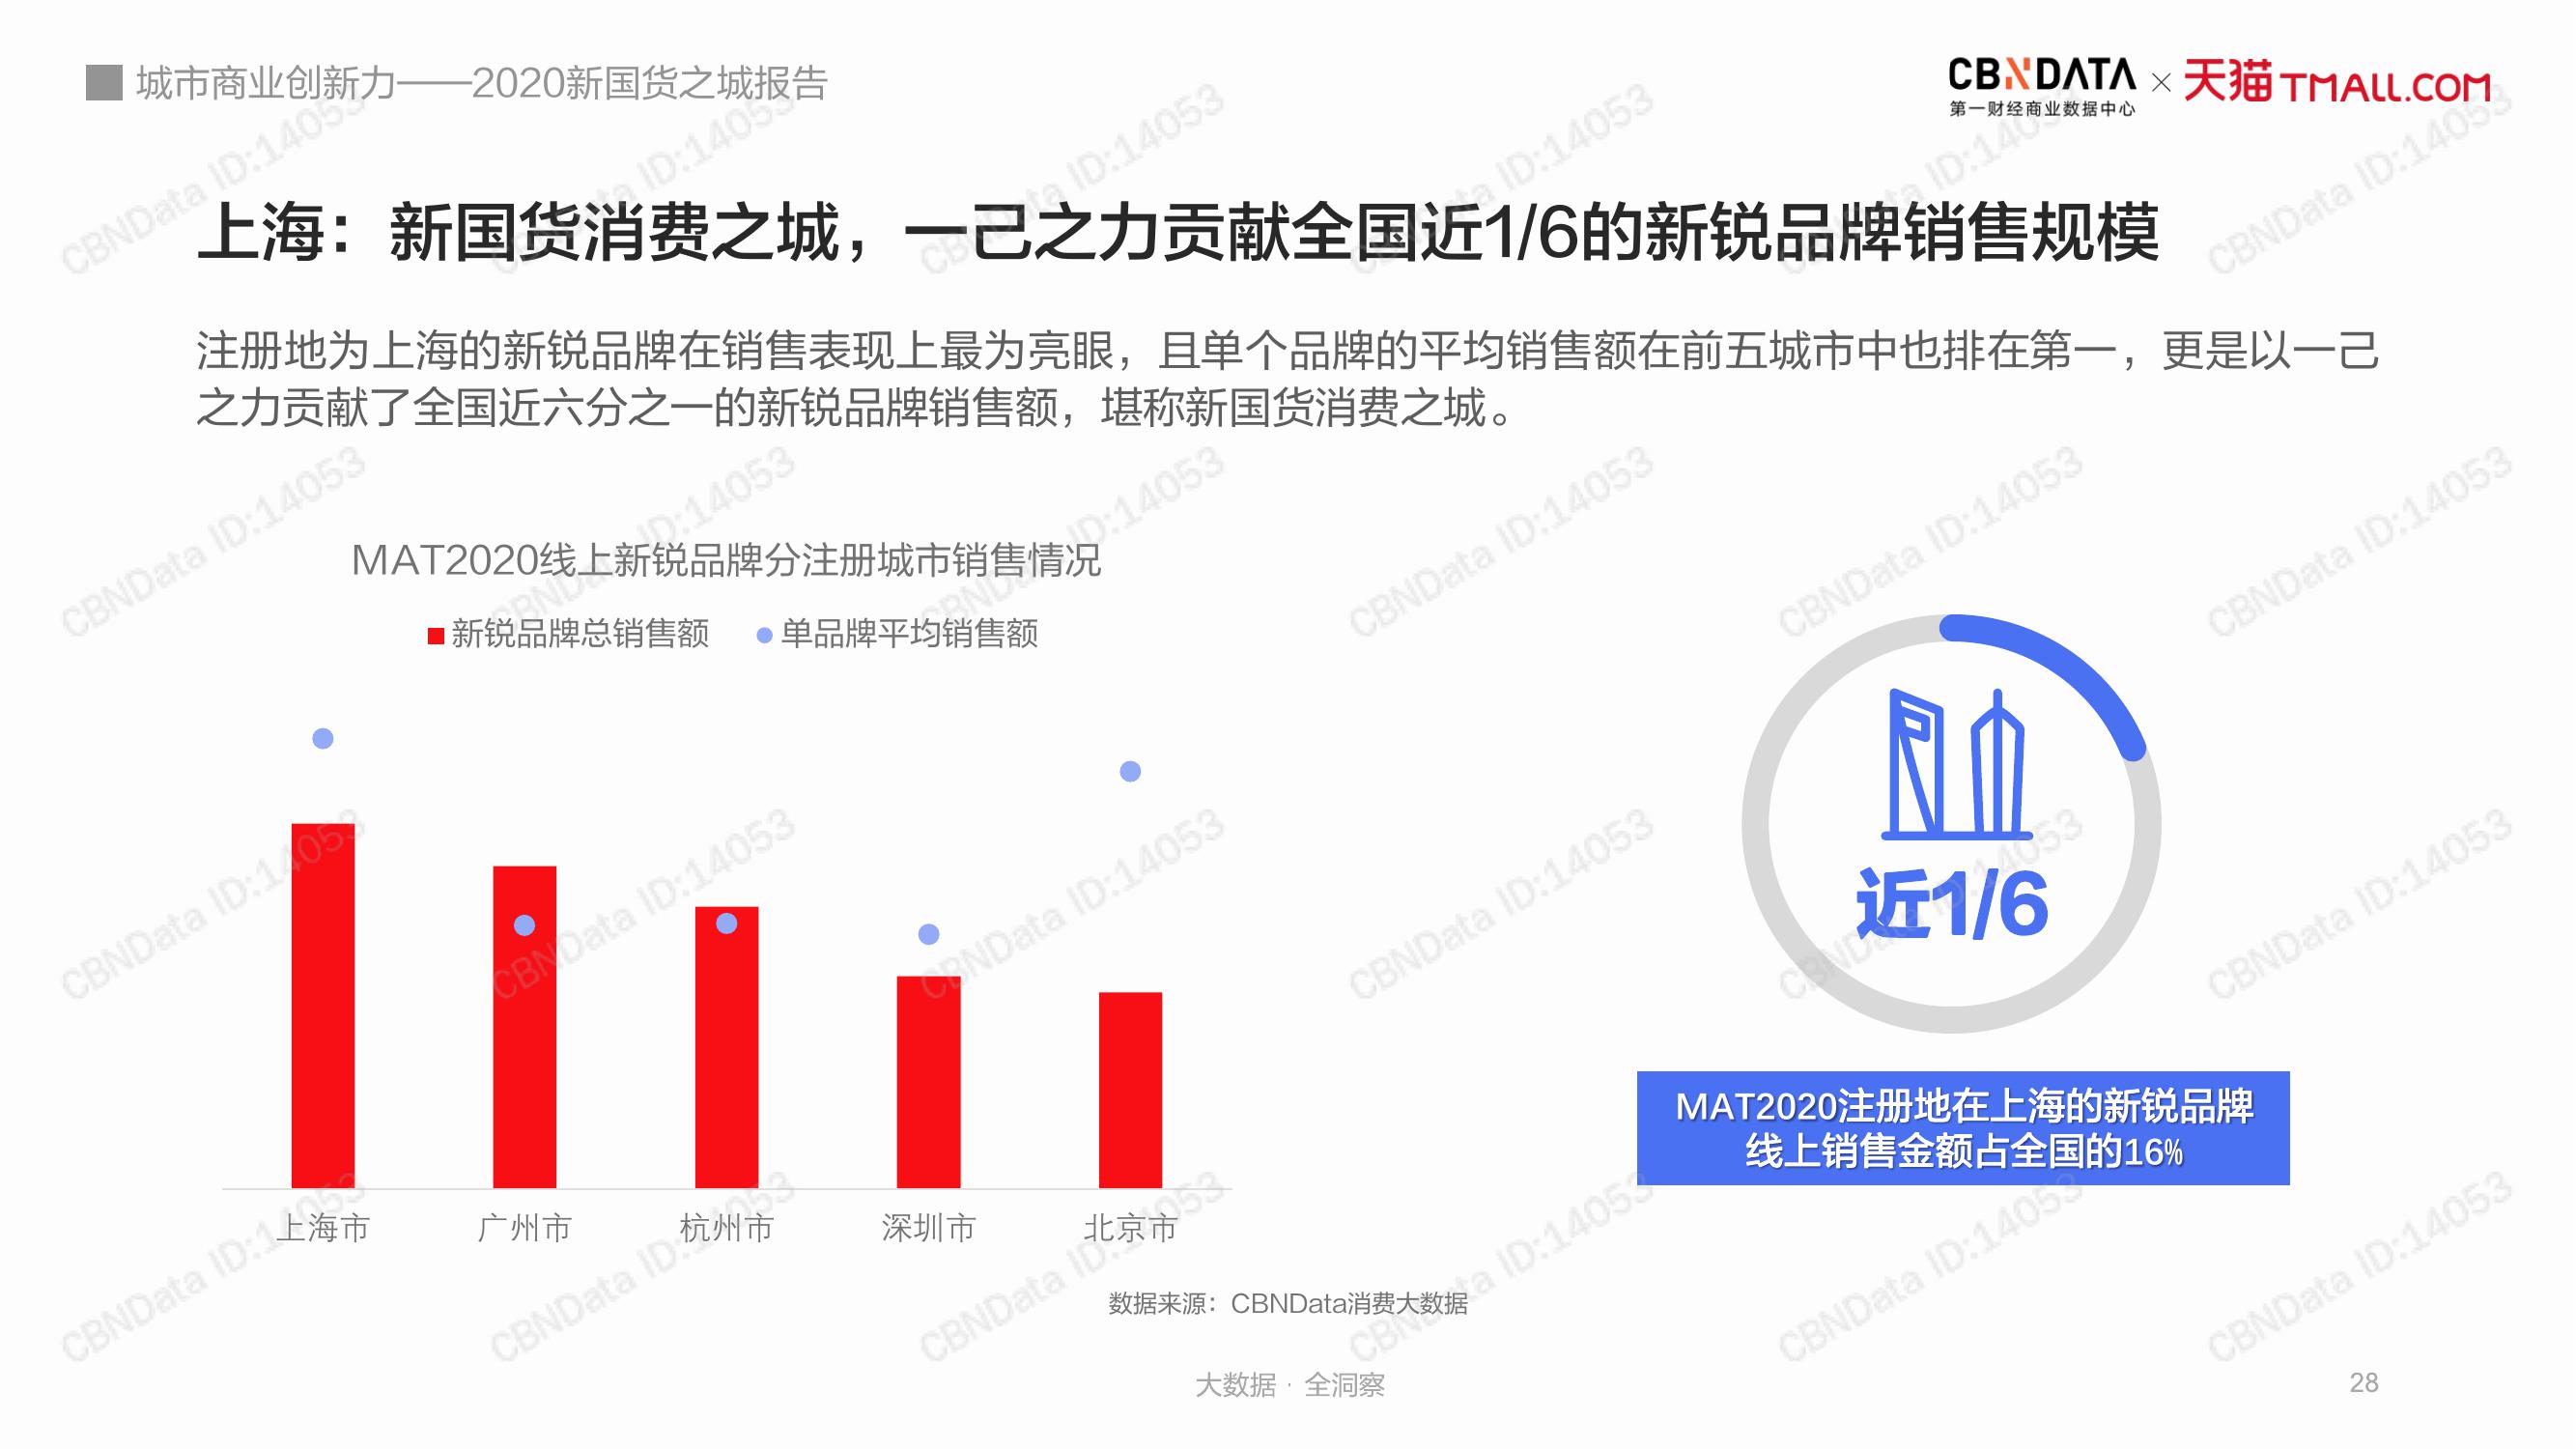 城市商业创新力——2020新国货之城报告
CBNDATA × 天猫 TMALL.COM
第一财经商业数据中心
上海：新国货消费之城，一己之力贡献全国近1/6的新锐品牌销售规模
注册地为上海的新锐品牌在销售表现上最为亮眼，且单个品牌的平均销售额在前五城市中也排在第一，更是以一己
之力贡献了全国近六分之一的新锐品牌销售额，堪称新国货消费之城。
MAT2020线上新锐品牌分注册城市销售情况
新锐品牌总销售额 单品牌平均销售额
上海市 广州市 杭州市 深圳市 北京市
近1/6
MAT2020注册地在上海的新锐品牌
线上销售金额占全国的16%
数据来源：CBNData消费大数据
大数据 · 全洞察
28
CBNData ID:14053